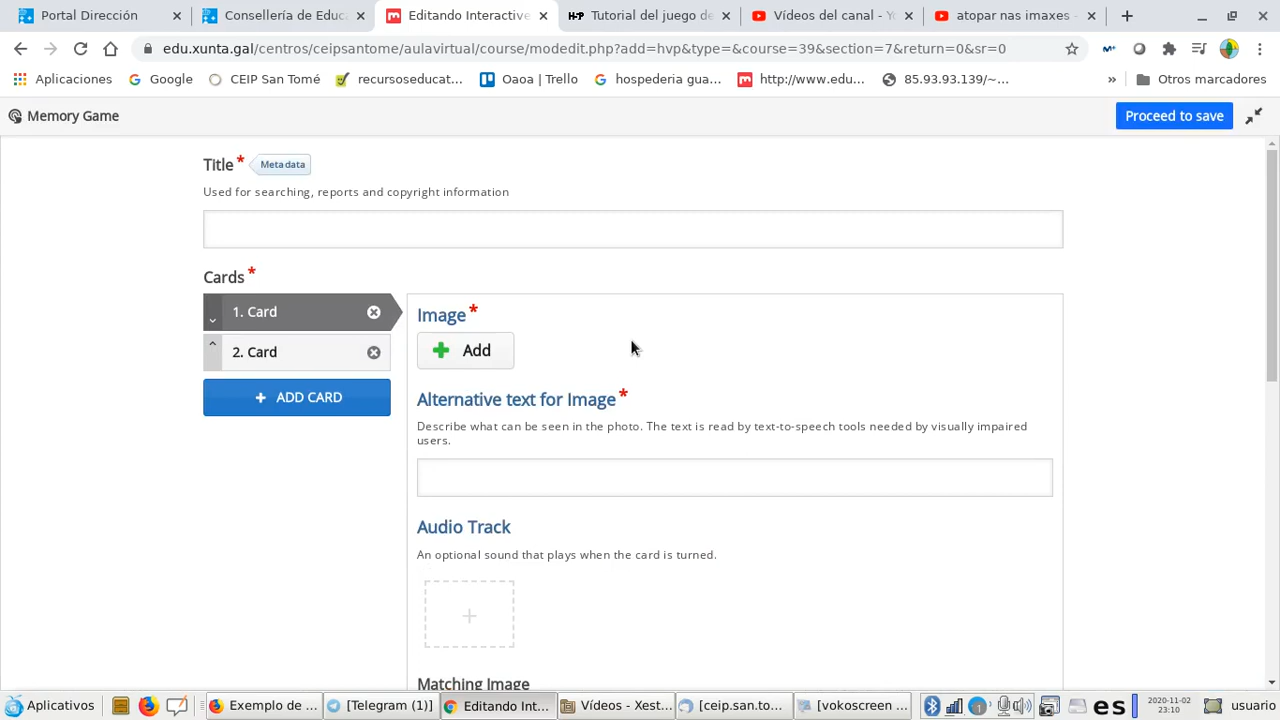 Portal Dirección
Consellería de Educ
Editando Interactive
Tutorial del juego de
Vídeos del canal - Yo
atopar nas imaxes -
edu.xunta.gal/centros/ceipsantome/aulavirtual/course/modedit.php?add=hvp&type=&course=39&section=7&return=0&sr=0
Aplicaciones
Google
CEIP San Tomé
recursoseducat...
Oaoa | Trello
hospederia gua...
http://www.edu...
85.93.93.139/~...
»
Otros marcadores
Memory Game
Proceed to save
Title*
Metadata
Used for searching, reports and copyright information
Cards*
1. Card
2. Card
+ ADD CARD
Image*
Add
Alternative text for Image*
Describe what can be seen in the photo. The text is read by text-to-speech tools needed by visually impaired
users.
Audio Track
An optional sound that plays when the card is turned.
Matching Image
Aplicativos
Exemplo de ...
[Telegram (1)]
Editando Int...
Vídeos - Xest...
[ceip.san.to...
[vokoscreen ...
es
2020-11-02
23:10
usuario